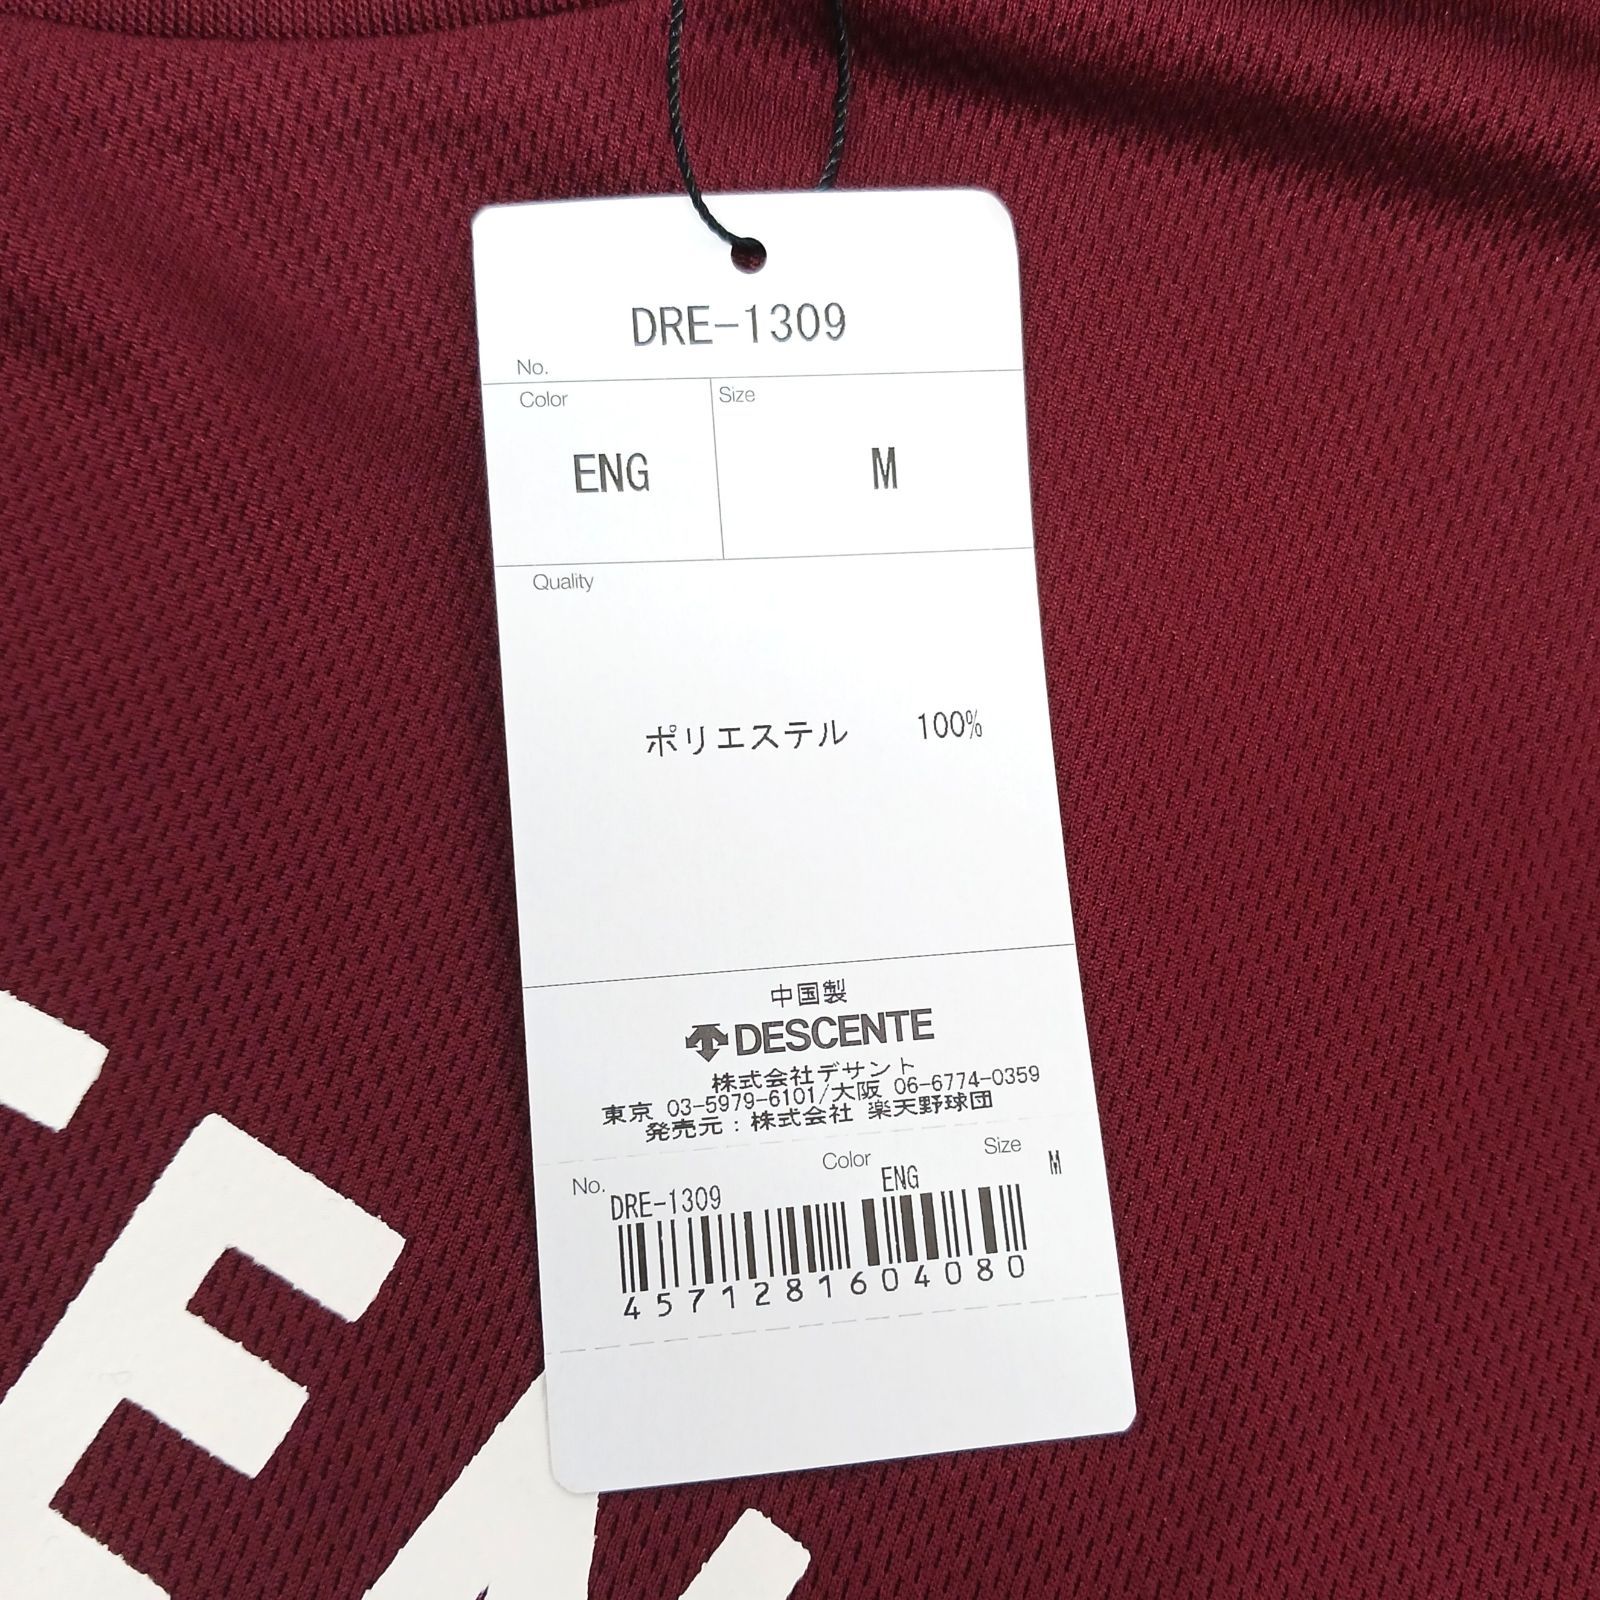 DRE-1309
No.
Color
Size
ENG
M
Quality
ポリエステル 100%
中国製
DESCENTE
株式会社デサント
東京 03-5979-6101/大阪 06-6774-0359
発売元：株式会社 楽天野球団
No. DRE-1309
Color ENG
Size M
4571281604080